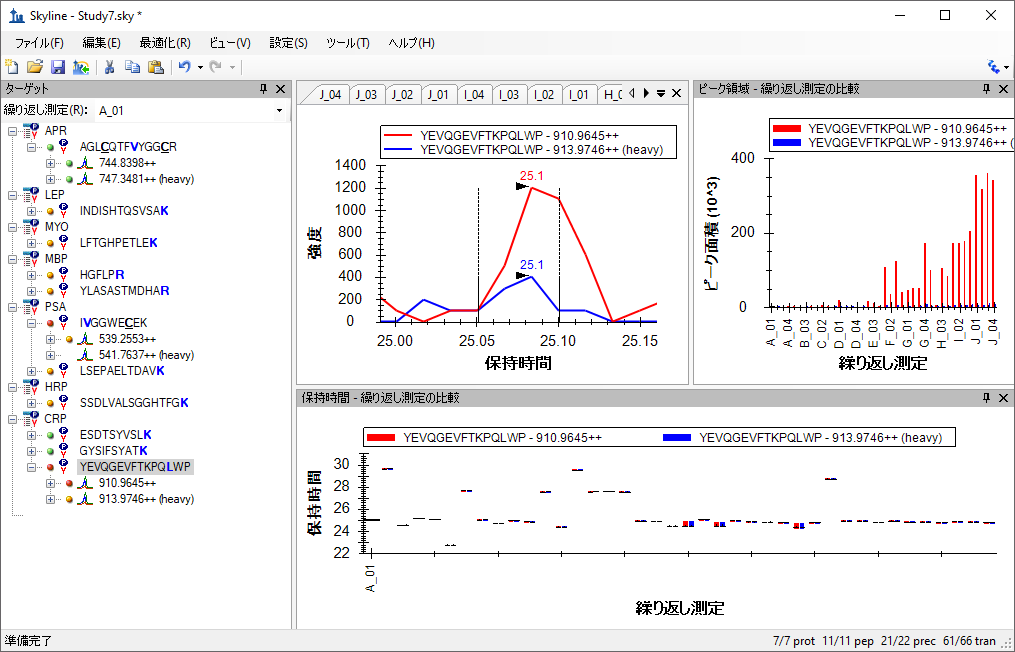 Skyline - Study7.sky *
ファイル(F) 編集(E) 最適化(R) ビュー(V) 設定(S) ツール(T) ヘルプ(H)
ターゲット
繰り返し測定(R): A_01
APR
AGLCQTFVYGGCR
744.8398++
747.3481++ (heavy)
LEP
INDISHTQSVSAK
MYO
LFTGHPETLEK
MBP
HGFLPR
YLASASTMDHAR
PSA
IVGGWECEK
539.2553++
541.7637++ (heavy)
LSEPAELTDAVK
HRP
SSDLVALSGGHTFGK
CRP
ESDTSYVSLK
GYSIFSYATK
YEVQGEVFTKPQLWP
910.9645++
913.9746++ (heavy)
J_04 J_03 J_02 J_01 I_04 I_03 I_02 I_01 H_0
YEVQGEVFTKPQLWP - 910.9645++
YEVQGEVFTKPQLWP - 913.9746++ (heavy)
1400
1200
1000
800
600
400
200
0
強度
25.1
25.1
25.00 25.05 25.10 25.15
保持時間
ピーク領域 - 繰り返し測定の比較
YEVQGEVFTKPQLWP - 910.9645++
YEVQGEVFTKPQLWP - 913.9746++ (
400
200
0
ピーク面積 (10^3)
A_01 A_04 B_03 C_02 D_01 D_04 E_03 F_02 G_01 G_04 H_03 I_02 J_01 J_04
繰り返し測定
保持時間 - 繰り返し測定の比較
YEVQGEVFTKPQLWP - 910.9645++ YEVQGEVFTKPQLWP - 913.9746++ (heavy)
30
28
26
24
22
保持時間
A_01
繰り返し測定
準備完了 7/7 prot 11/11 pep 21/22 prec 61/66 tran